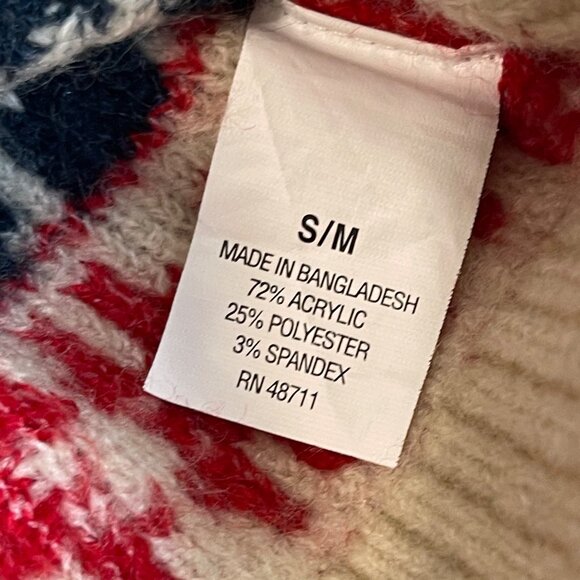 S/M
MADE IN BANGLADESH
72% ACRYLIC
25% POLYESTER
3% SPANDEX
RN 48711